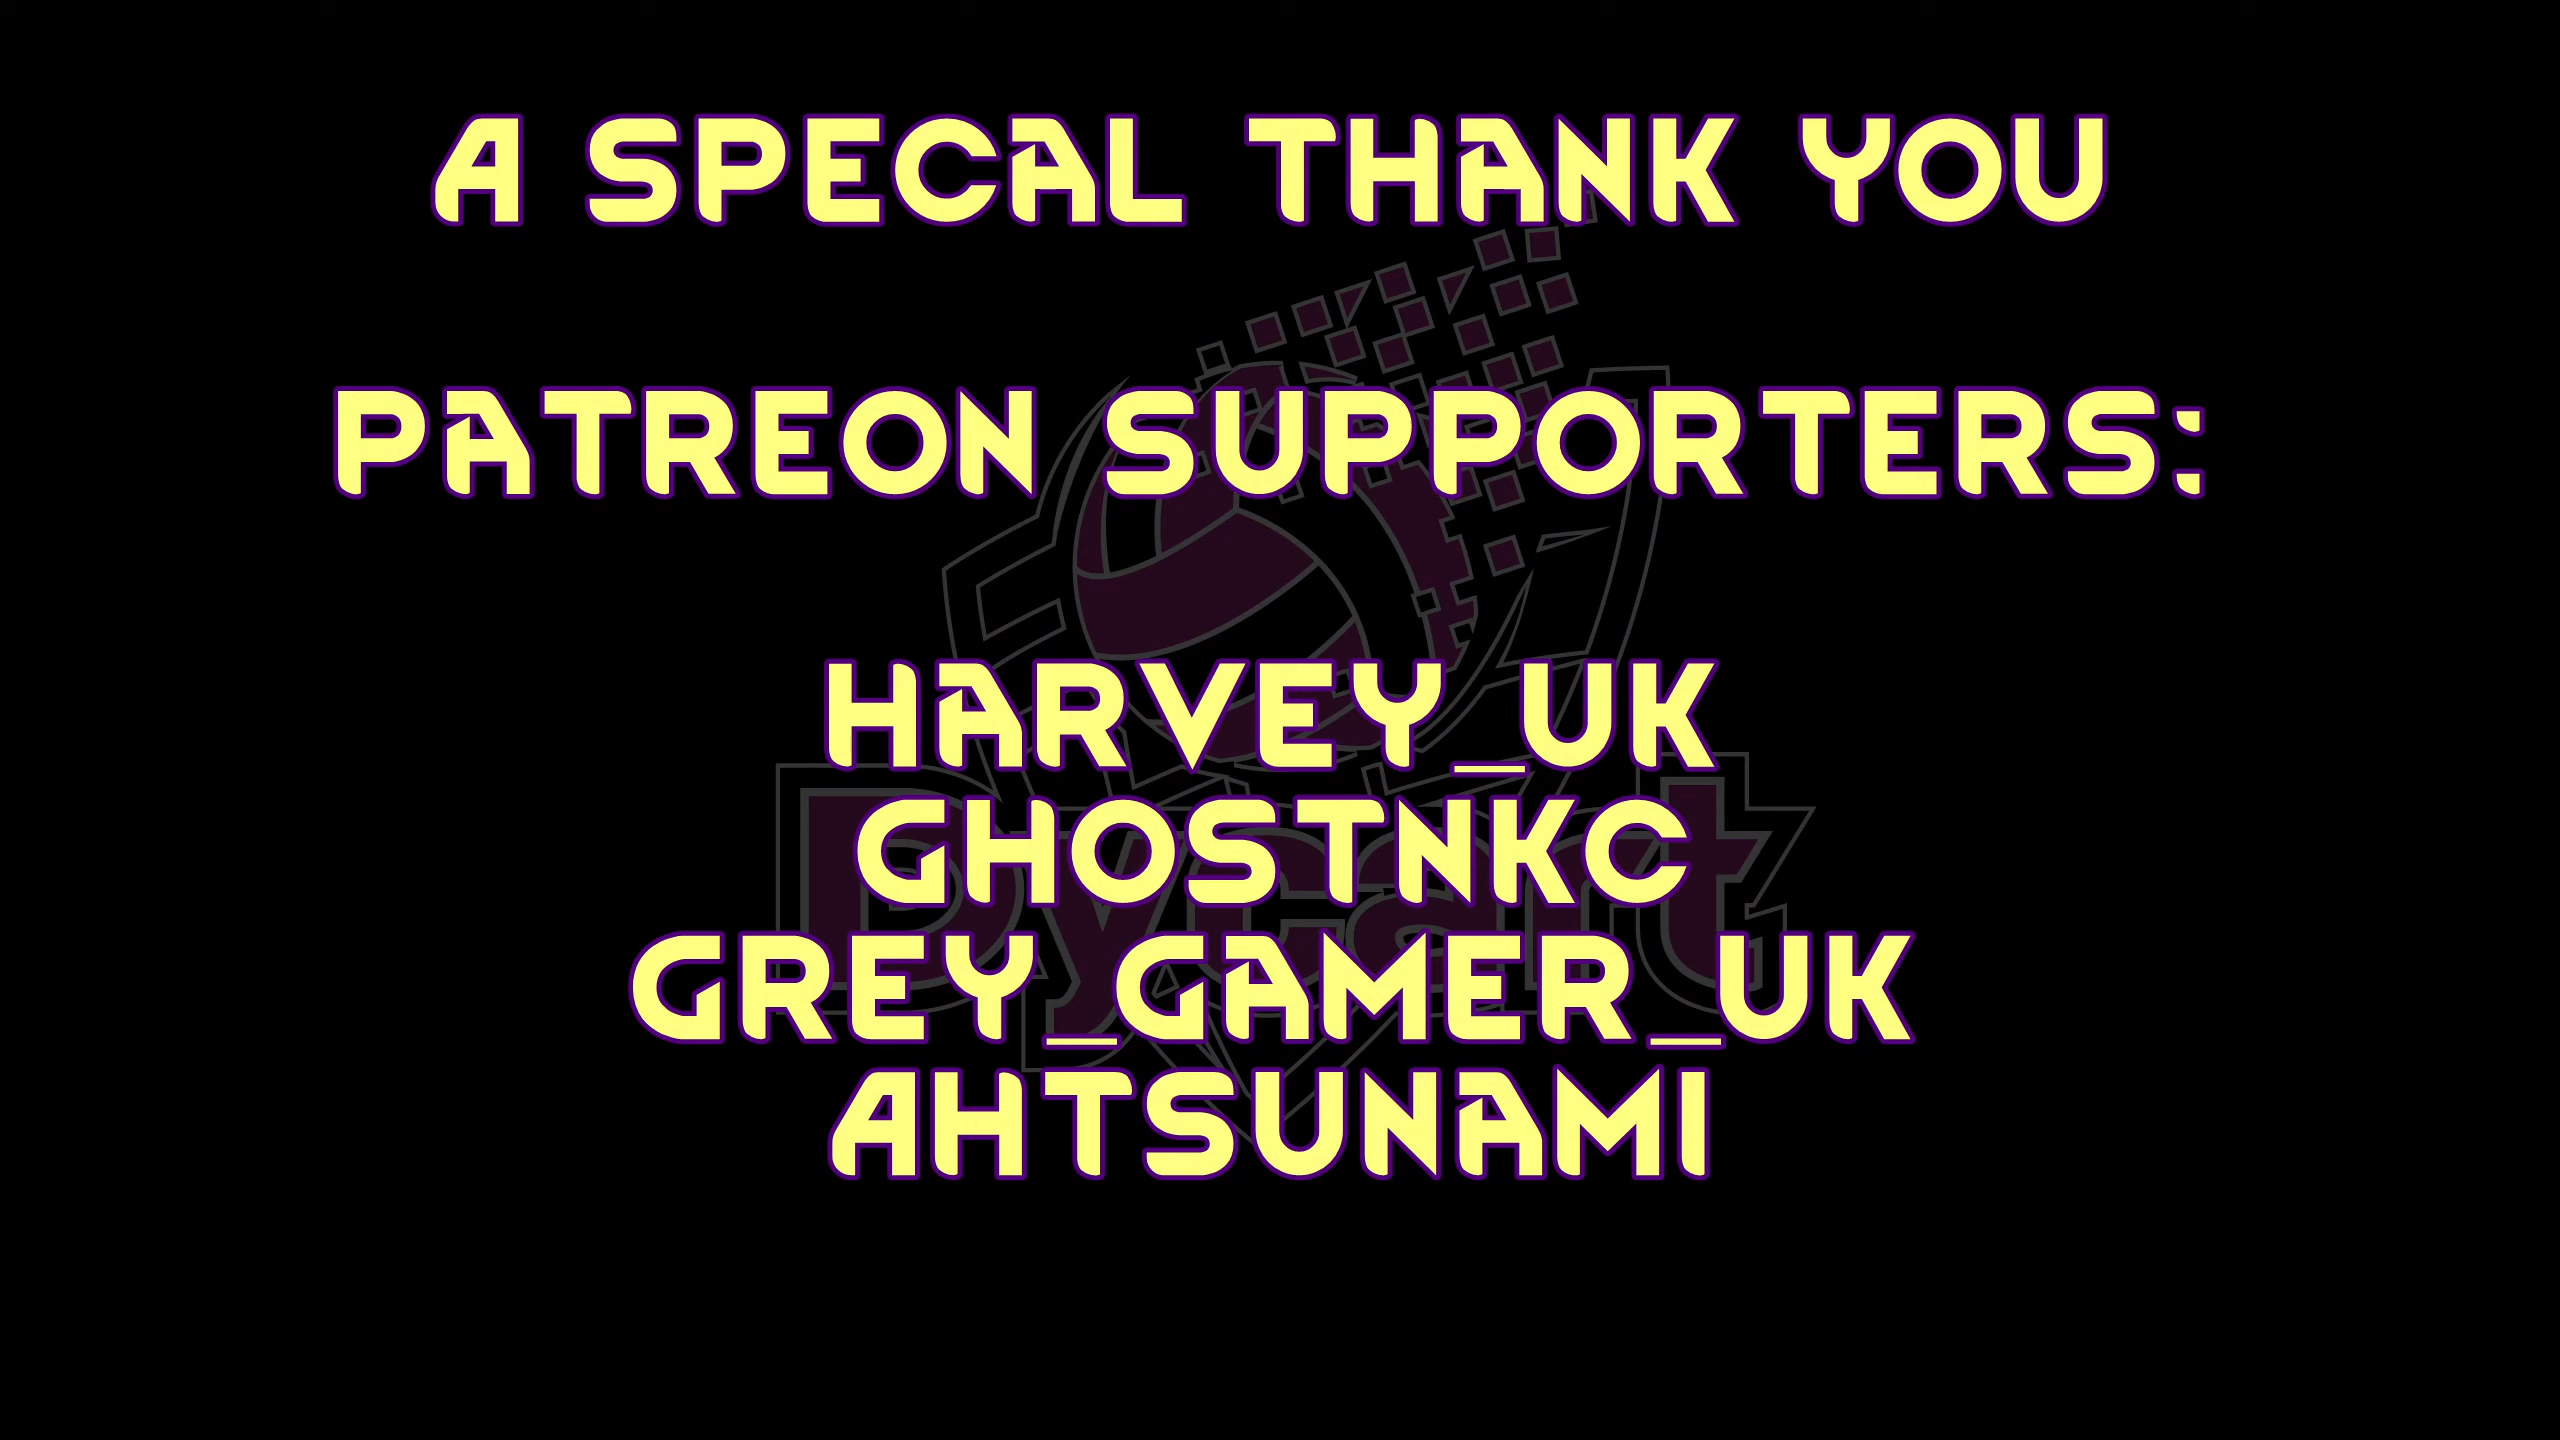 A SPECAL THANK YOU
PATREON SUPPORTERS:
HARVEY_UK
GHOSTNKC
GREY_GAMER_UK
AHTSUNAMI